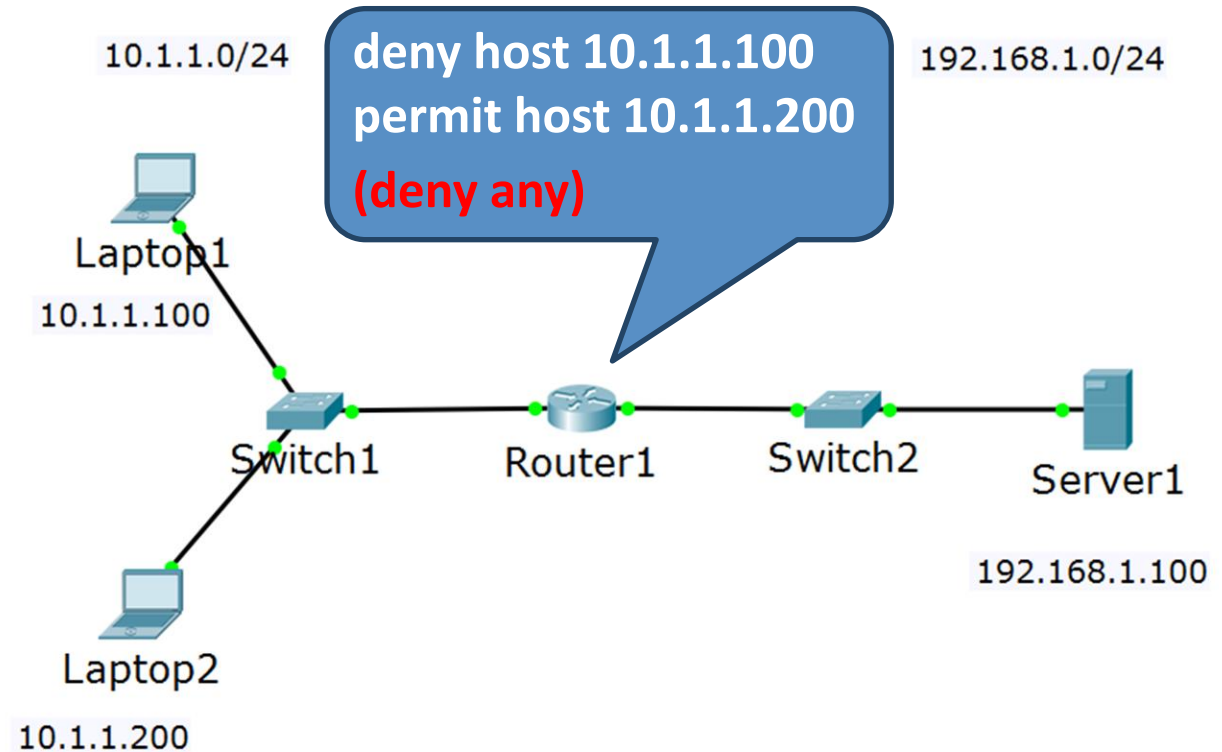 10.1.1.0/24
deny host 10.1.1.100
permit host 10.1.1.200
(deny any)
192.168.1.0/24
Laptop1
10.1.1.100
Switch1
Router1
Switch2
Server1
192.168.1.100
Laptop2
10.1.1.200